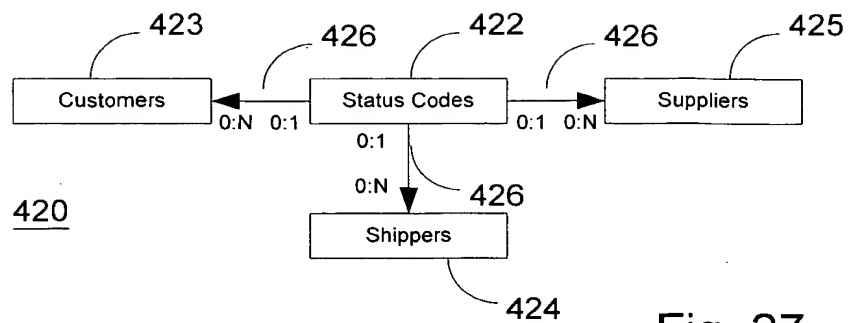 423 426 422 426 425
Customers Status Codes Suppliers
0:N 0:1 0:1 0:N
0:1
0:N 426
420
Shippers
424